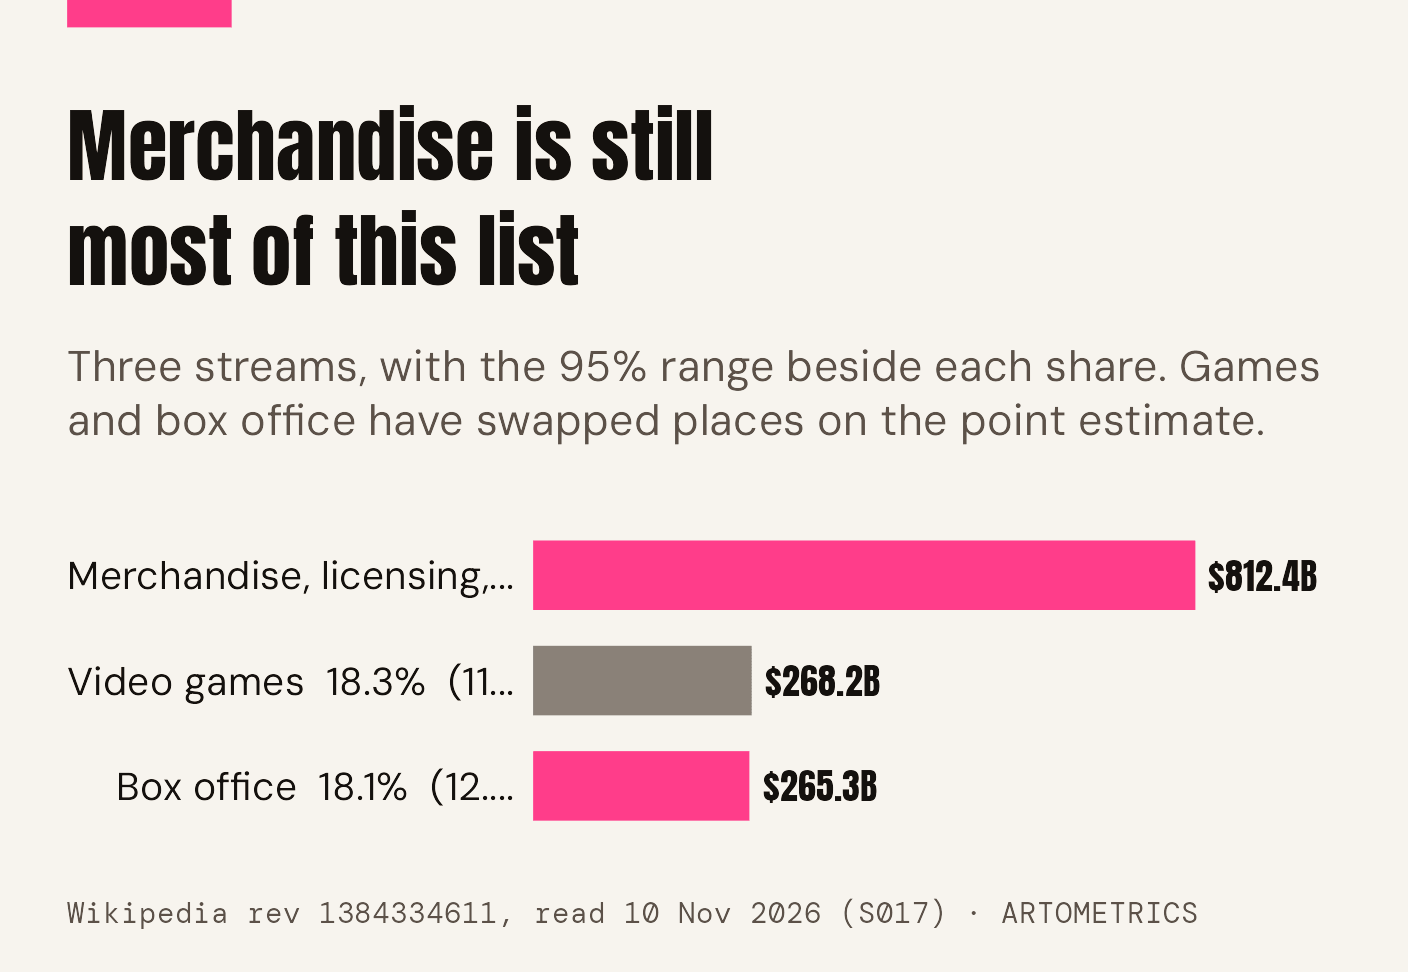 Merchandise is still
most of this list
Three streams, with the 95% range beside each share. Games
and box office have swapped places on the point estimate.
Merchandise, licensing,... $812.4B
Video games 18.3% (11... $268.2B
Box office 18.1% (12.... $265.3B
Wikipedia rev 1384334611, read 10 Nov 2026 (S017) · ARTOMETRICS